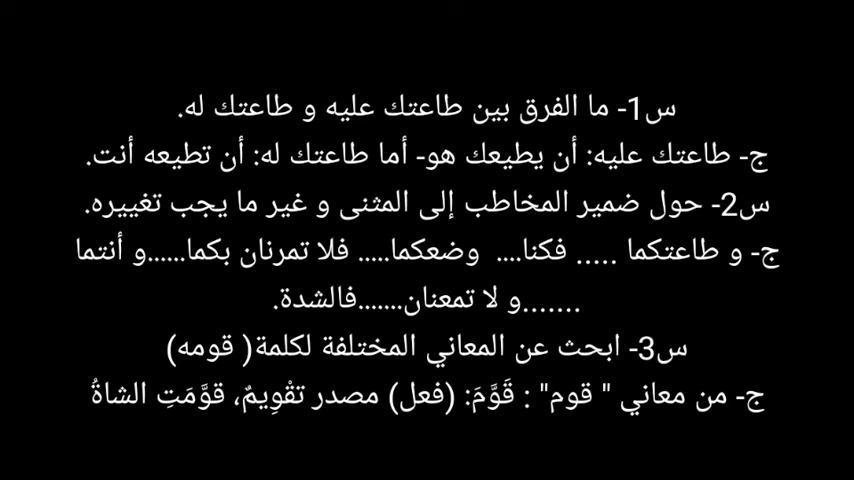 س1- ما الفرق بين طاعتك عليه و طاعتك له.
ج- طاعتك عليه: أن يطيعك هو- أما طاعتك له: أن تطيعه أنت.
س2- حول ضمير المخاطب إلى المثنى و غير ما يجب تغييره.
ج- و طاعتكما ..... فكنا.... وضعكما..... فلا تمرنان بكما......و أنتما
.......و لا تمعنان.......فالشدة.
س3- ابحث عن المعاني المختلفة لكلمة( قومه)
ج- من معاني " قوم" : قَوَّمَ: (فعل) مصدر تقْوِيمٌ، قوَّمَتِ الشاةُ